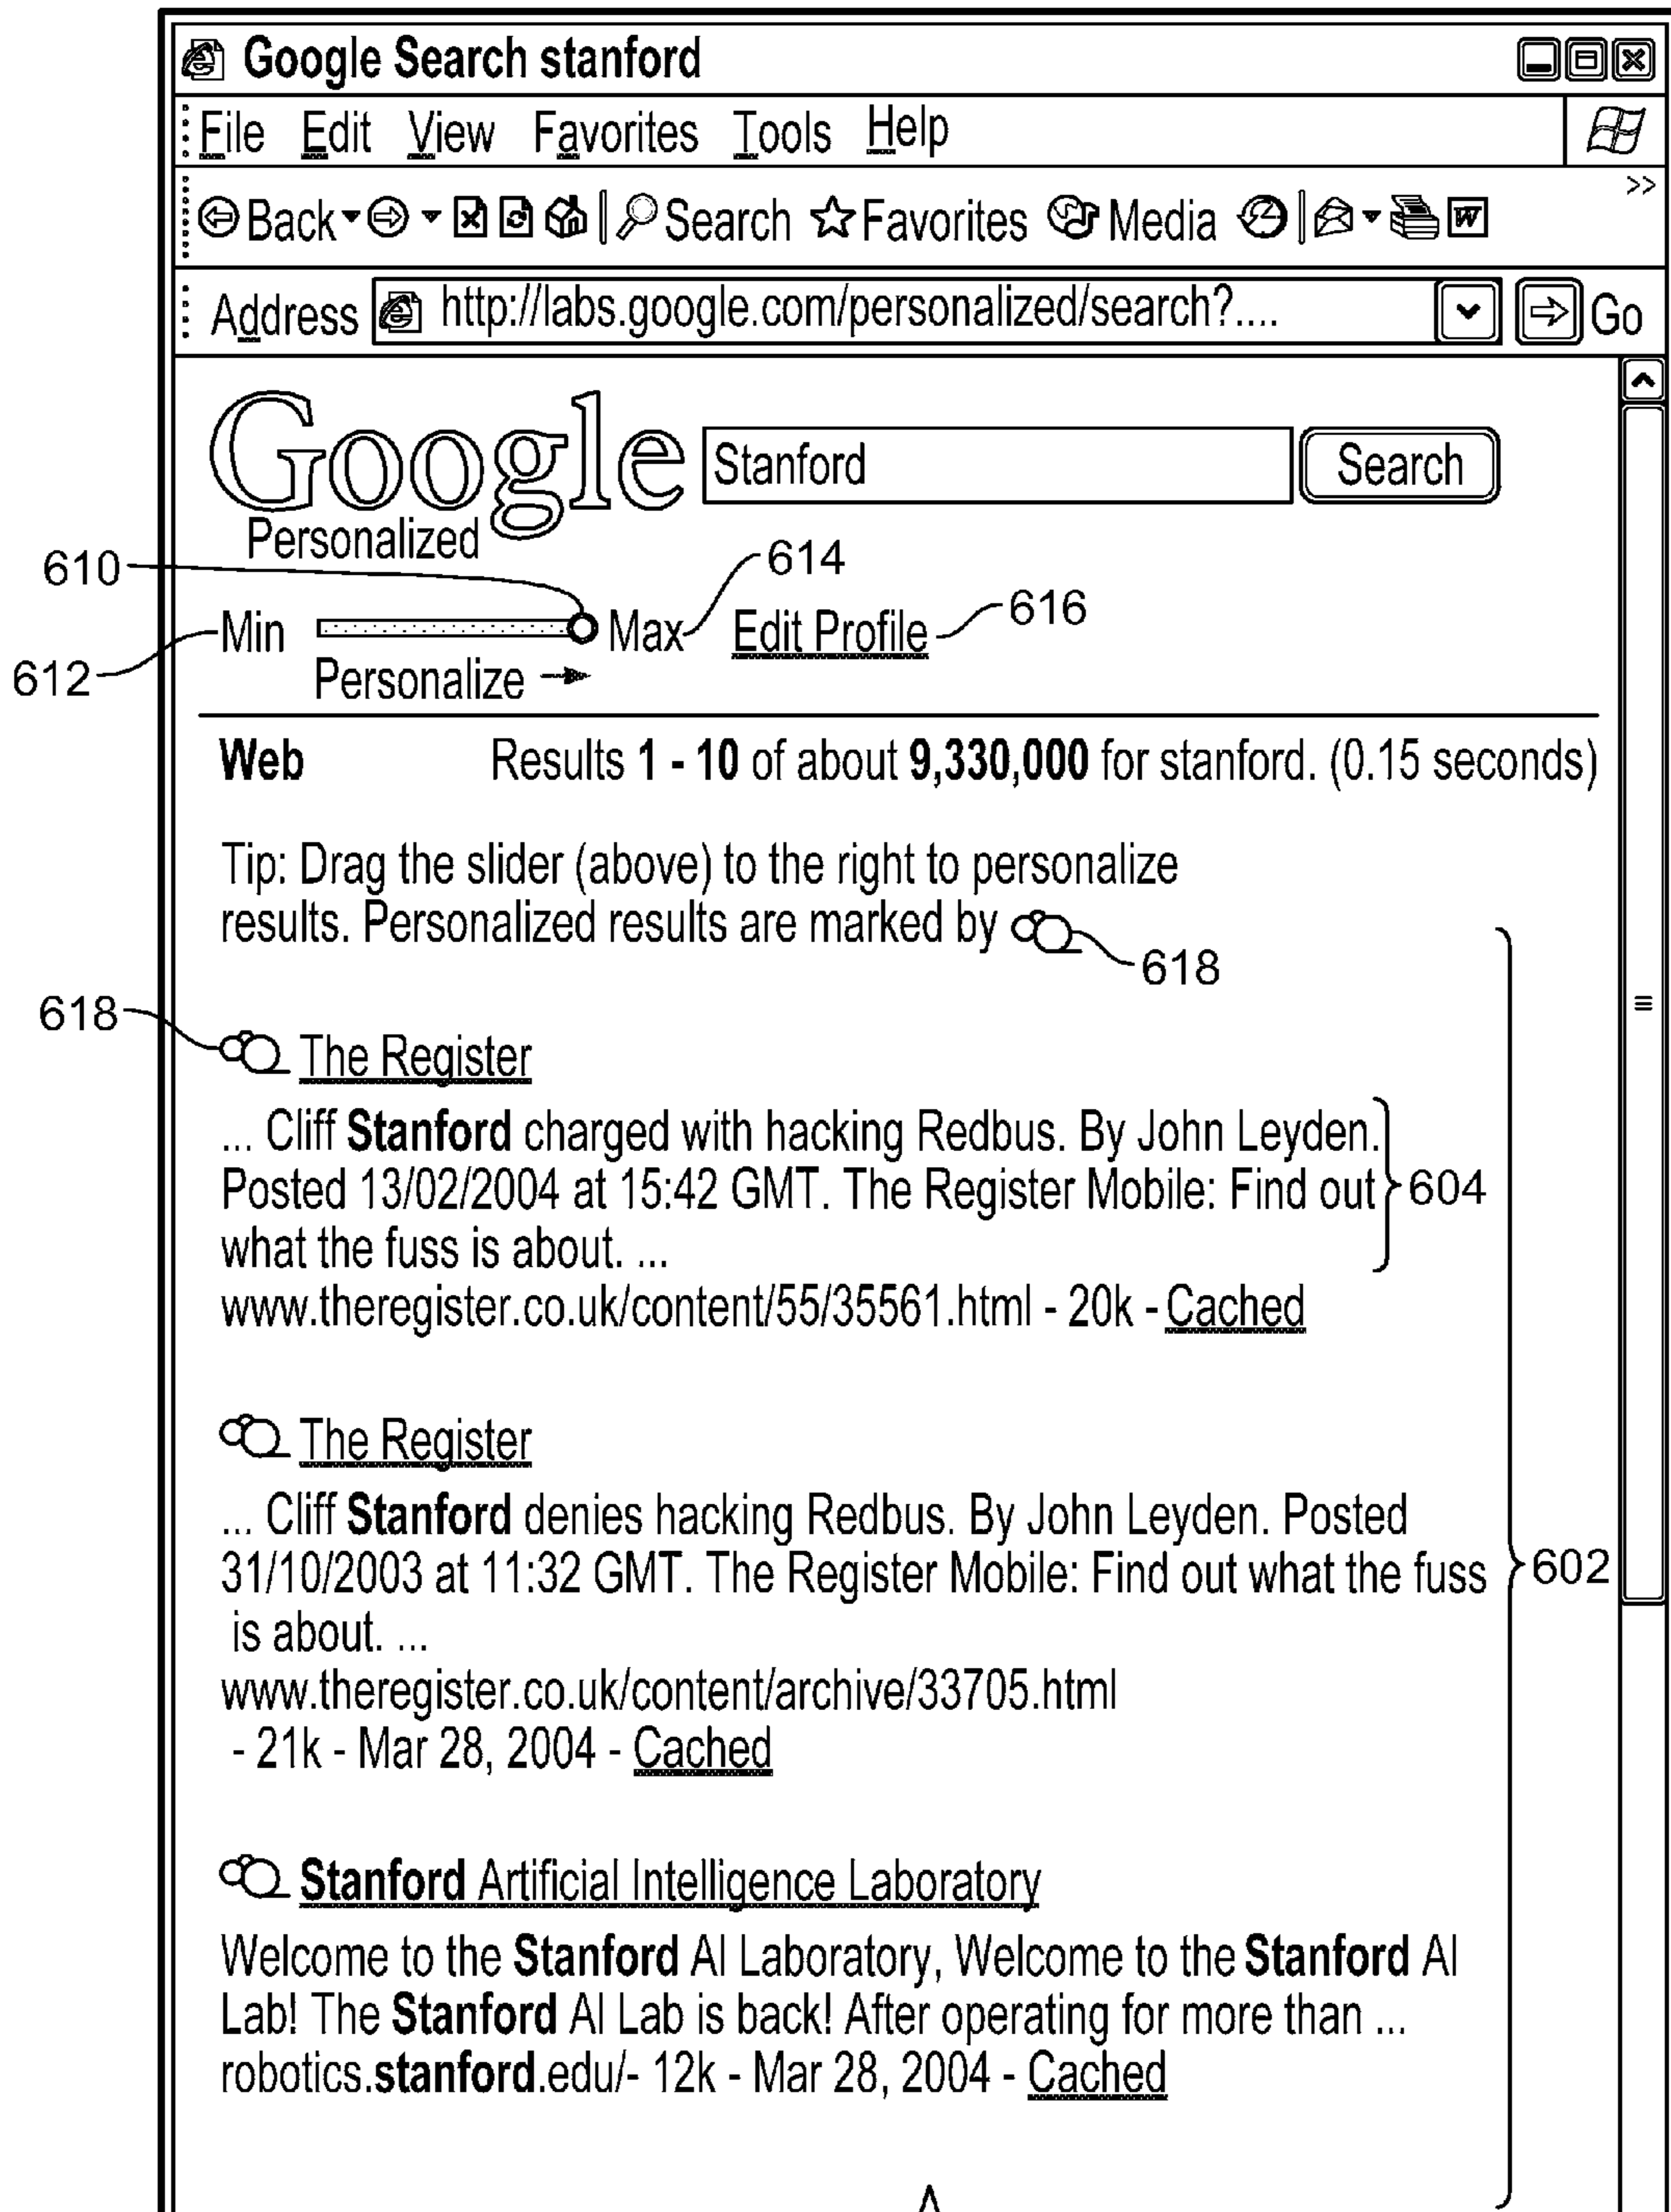 Google Search stanford
File Edit View Favorites Tools Help
Back Search Favorites Media W >>
Address http://labs.google.com/personalized/search?.... Go
Google Stanford Search
Personalized
610 614
Min Max Edit Profile 616
612 Personalize
Web Results 1 - 10 of about 9,330,000 for stanford. (0.15 seconds)
Tip: Drag the slider (above) to the right to personalize
results. Personalized results are marked by
618
618
The Register
... Cliff Stanford charged with hacking Redbus. By John Leyden.
Posted 13/02/2004 at 15:42 GMT. The Register Mobile: Find out 604
what the fuss is about. ...
www.theregister.co.uk/content/55/35561.html - 20k - Cached
The Register
... Cliff Stanford denies hacking Redbus. By John Leyden. Posted
31/10/2003 at 11:32 GMT. The Register Mobile: Find out what the fuss 602
is about. ...
www.theregister.co.uk/content/archive/33705.html
- 21k - Mar 28, 2004 - Cached
Stanford Artificial Intelligence Laboratory
Welcome to the Stanford AI Laboratory, Welcome to the Stanford AI
Lab! The Stanford AI Lab is back! After operating for more than ...
robotics.stanford.edu/- 12k - Mar 28, 2004 - Cached